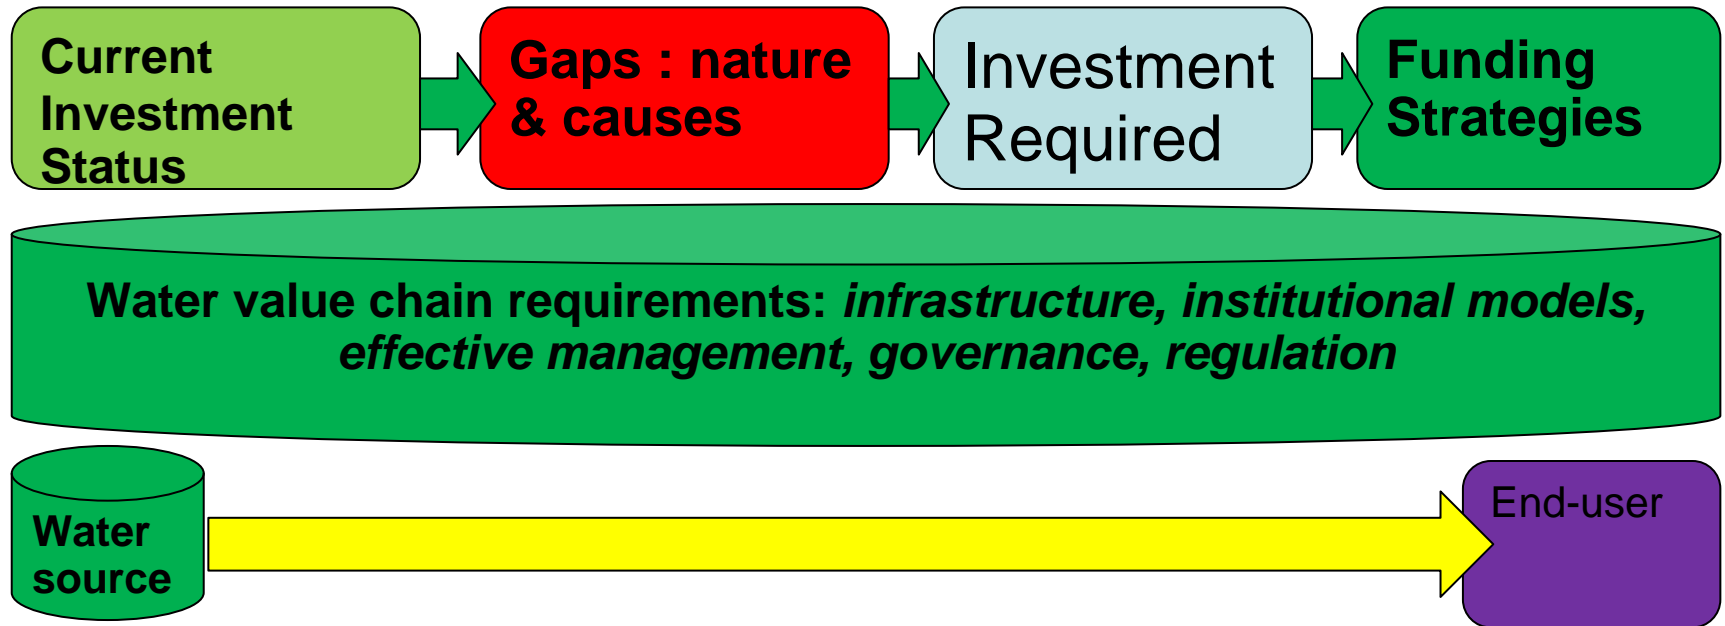 Current
Investment
Status
Gaps : nature
& causes
Investment
Required
Funding
Strategies
Water value chain requirements: infrastructure, institutional models,
effective management, governance, regulation
Water
source
End-user